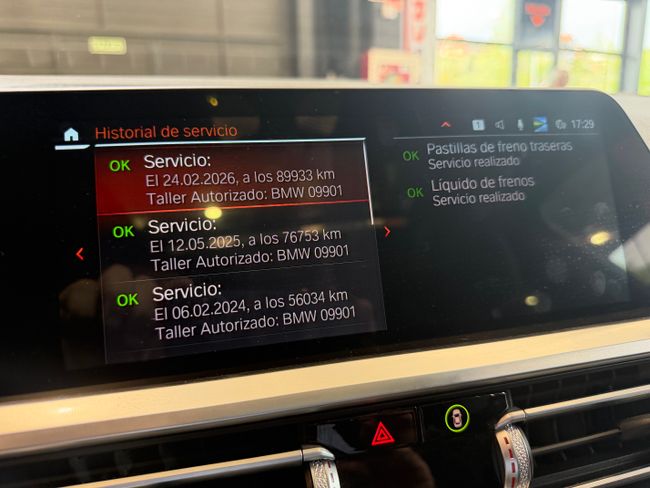 Historial de servicio
1
17:29
OK Servicio:
El 24.02.2026, a los 89933 km
Taller Autorizado: BMW 09901
OK Servicio:
El 12.05.2025, a los 76753 km
Taller Autorizado: BMW 09901
OK Servicio:
El 06.02.2024, a los 56034 km
Taller Autorizado: BMW 09901
OK Pastillas de freno traseras
Servicio realizado
OK Líquido de frenos
Servicio realizado